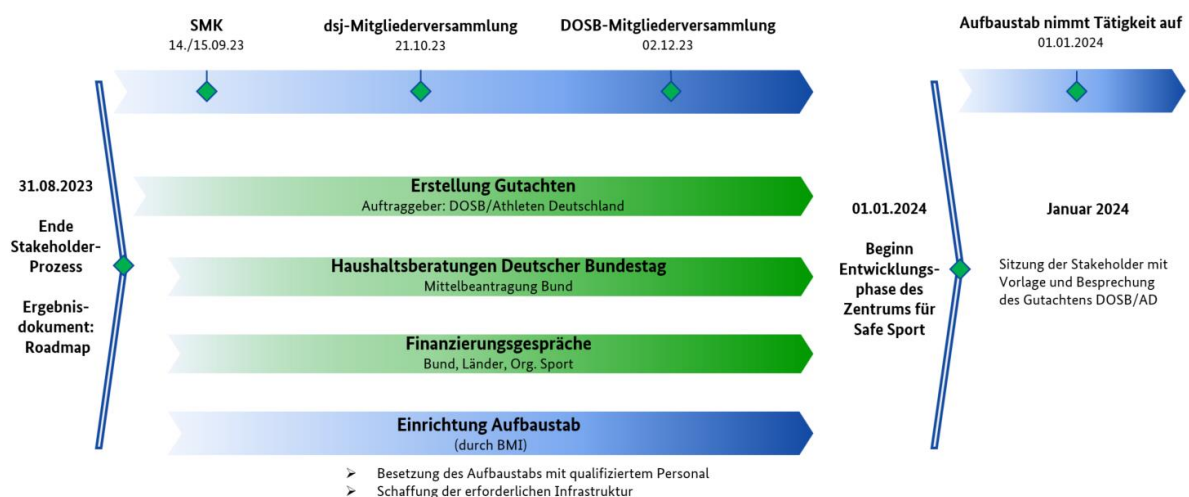 SMK
14./15.09.23
dsj-Mitgliederversammlung
21.10.23
DOSB-Mitgliederversammlung
02.12.23
Aufbaustab nimmt Tätigkeit auf
01.01.2024
31.08.2023
Ende
Stakeholder-
Prozess
Ergebnis-
dokument:
Roadmap
Erstellung Gutachten
Auftraggeber: DOSB/Athleten Deutschland
Haushaltsberatungen Deutscher Bundestag
Mittelbeantragung Bund
Finanzierungsgespräche
Bund, Länder, Org. Sport
Einrichtung Aufbaustab
(durch BMI)
➢ Besetzung des Aufbaustabs mit qualifiziertem Personal
➢ Schaffung der erforderlichen Infrastruktur
01.01.2024
Beginn
Entwicklungs-
phase des
Zentrums für
Safe Sport
Januar 2024
Sitzung der Stakeholder mit
Vorlage und Besprechung
des Gutachtens DOSB/AD